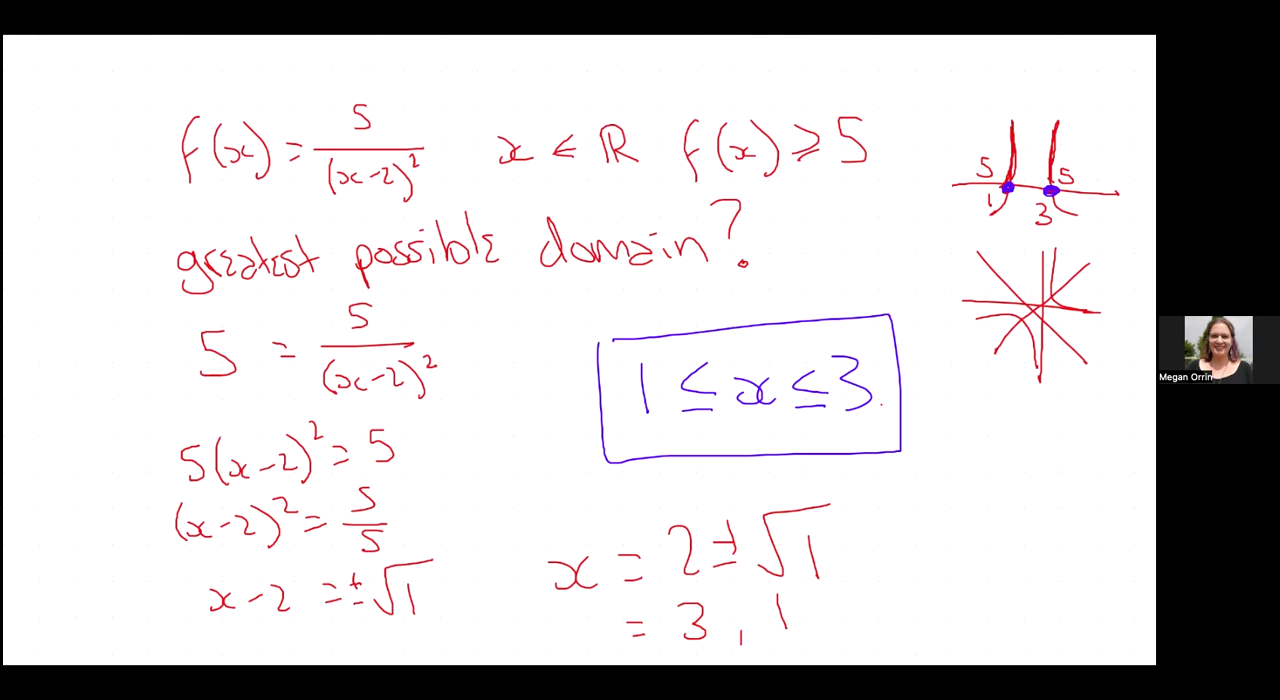 f(x) = 5/(x-2)² x ∈ ℝ f(x) ⩾ 5
greatest possible domain?
5 = 5/(x-2)²
5(x-2)² = 5
(x-2)² = 5/5
x-2 = ±√1
1 ≤ x ≤ 3.
x = 2 ± √1
= 3, 1
5 5
1 3
Megan Orrin